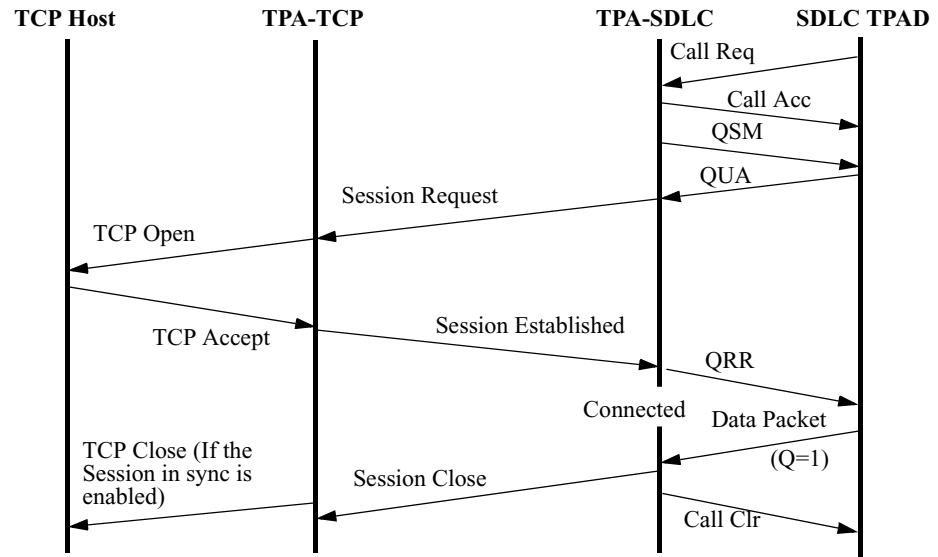 TCP Host
TPA-TCP
TPA-SDLC
SDLC TPAD
Call Req
Call Acc
QSM
QUA
Session Request
TCP Open
TCP Accept
Session Established
QRR
Connected
Data Packet
(Q=1)
TCP Close (If the
Session in sync is
enabled)
Session Close
Call Clr